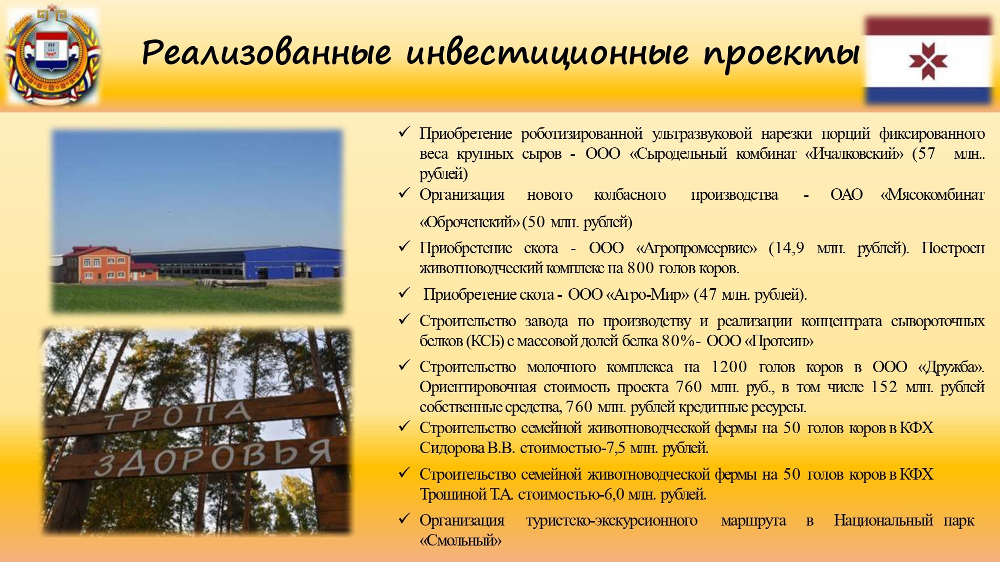 Реализованные инвестиционные проекты
✓ Приобретение роботизированной ультразвуковой нарезки порций фиксированного
веса крупных сыров - ООО «Сыродельный комбинат «Ичалковский» (57 млн..
рублей)
✓ Организация нового колбасного производства - ОАО «Мясокомбинат
«Оброченский» (50 млн. рублей)
✓ Приобретение скота - ООО «Агропромсервис» (14,9 млн. рублей). Построен
животноводческий комплекс на 800 голов коров.
✓ Приобретение скота - ООО «Агро-Мир» (47 млн. рублей).
✓ Строительство завода по производству и реализации концентрата сывороточных
белков (КСБ) с массовой долей белка 80%- ООО «Протеин»
✓ Строительство молочного комплекса на 1200 голов коров в ООО «Дружба».
Ориентировочная стоимость проекта 760 млн. руб., в том числе 152 млн. рублей
собственные средства, 760 млн. рублей кредитные ресурсы.
✓ Строительство семейной животноводческой фермы на 50 голов коров в КФХ
Сидорова В.В. стоимостью-7,5 млн. рублей.
✓ Строительство семейной животноводческой фермы на 50 голов коров в КФХ
Трошиной Т.А. стоимостью-6,0 млн. рублей.
✓ Организация туристско-экскурсионного маршрута в Национальный парк
«Смольный»
ТРОПА
ЗДОРОВЬЯ